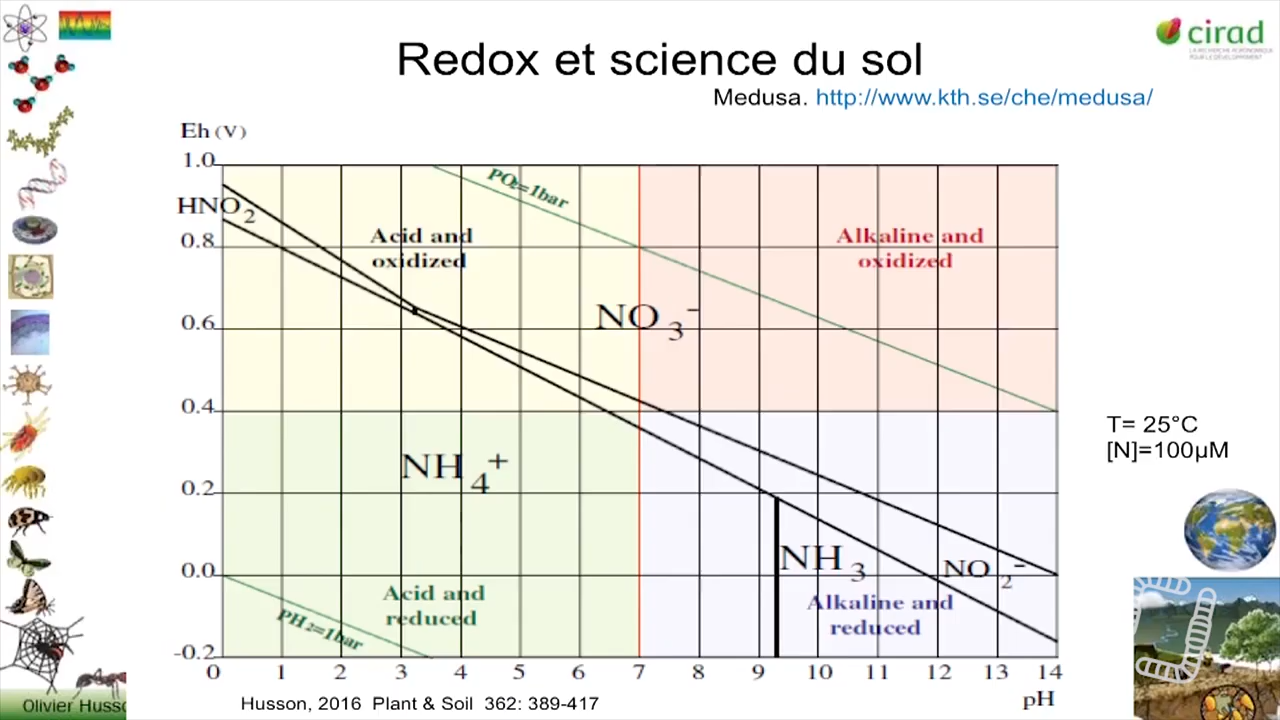 cirad
LA RECHERCHE AGRONOMIQUE
POUR LE DÉVELOPPEMENT
Redox et science du sol
Medusa. http://www.kth.se/che/medusa/
Eh (V)
1.0
0.8
0.6
0.4
0.2
0.0
-0.2
HNO2
PO2=1bar
Acid and
oxidized
Alkaline and
oxidized
NO3-
T= 25°C
[N]=100µM
NH4+
NH3
NO2-
Acid and
reduced
PH2=1bar
Alkaline and
reduced
0 1 2 3 4 5 6 7 8 9 10 11 12 13 14
pH
Husson, 2016 Plant & Soil 362: 389-417
Olivier Husso